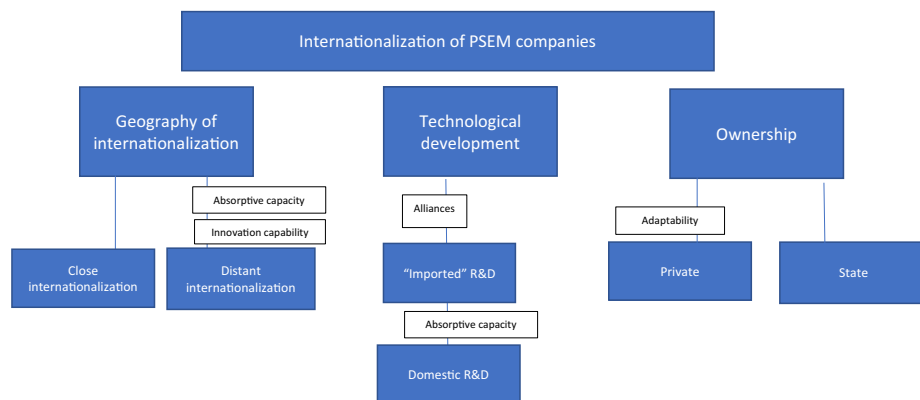 Internationalization of PSEM companies
Geography of
internationalization
Technological
development
Ownership
Absorptive capacity
Innovation capability
Alliances
Adaptability
Close
internationalization
Distant
internationalization
“Imported” R&D
Private
State
Absorptive capacity
Domestic R&D